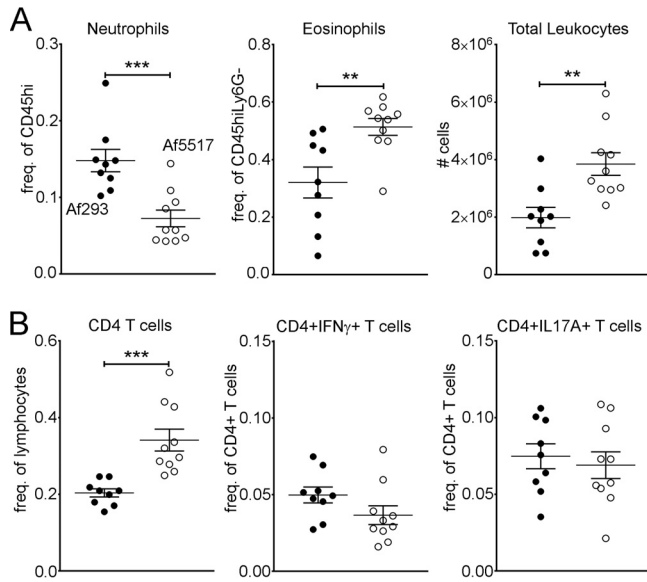 A
Neutrophils
freq. of CD45hi
0.3
0.2
0.1
0.0
***
Af5517
Af293
Eosinophils
freq. of CD45hiLy6G-
0.8
0.6
0.4
0.2
0.0
**
Total Leukocytes
# cells
8×10⁶
6×10⁶
4×10⁶
2×10⁶
0
**
B
CD4 T cells
freq. of lymphocytes
0.6
0.4
0.2
0.0
***
CD4+IFNγ+ T cells
freq. of CD4+ T cells
0.15
0.10
0.05
0.00
CD4+IL17A+ T cells
freq. of CD4+ T cells
0.15
0.10
0.05
0.00